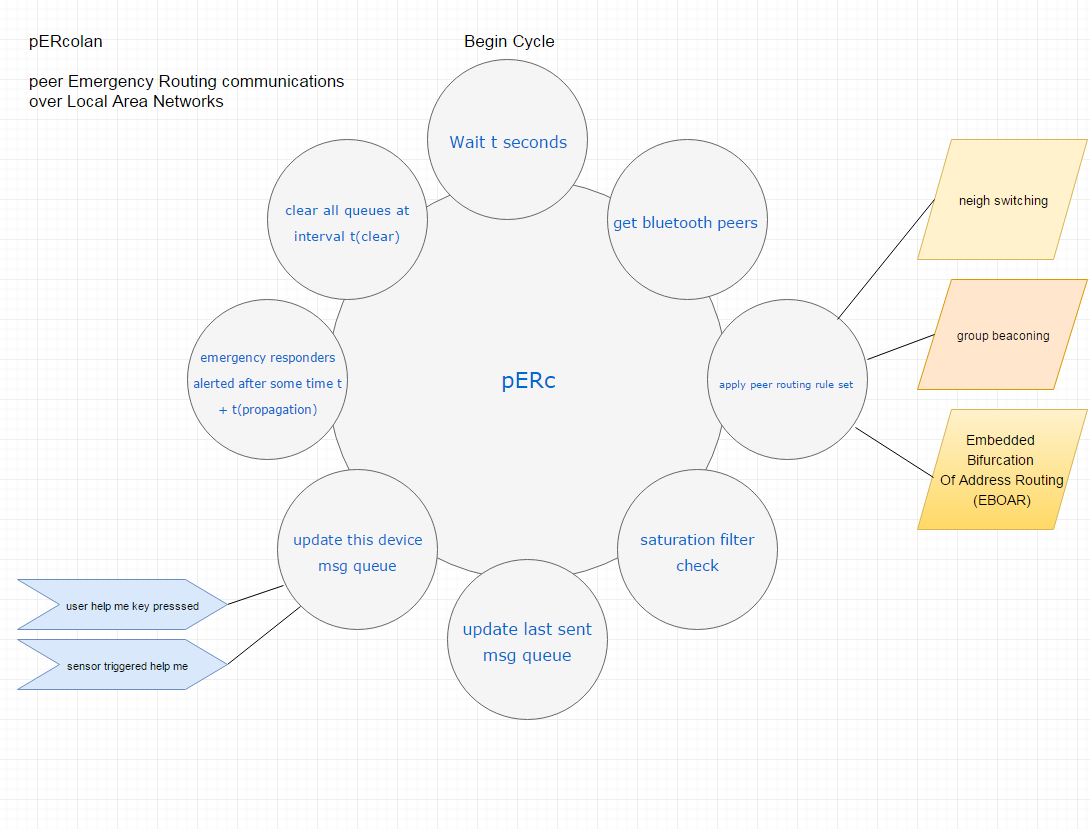 pERcolan
peer Emergency Routing communications
over Local Area Networks
Begin Cycle
Wait t seconds
get bluetooth peers
apply peer routing rule set
neigh switching
group beaconing
Embedded
Bifurcation
Of Address Routing
(EBOAR)
saturation filter
check
update last sent
msg queue
update this device
msg queue
user help me key presssed
sensor triggered help me
emergency responders
alerted after some time t
+ t(propagation)
clear all queues at
interval t(clear)
pERc